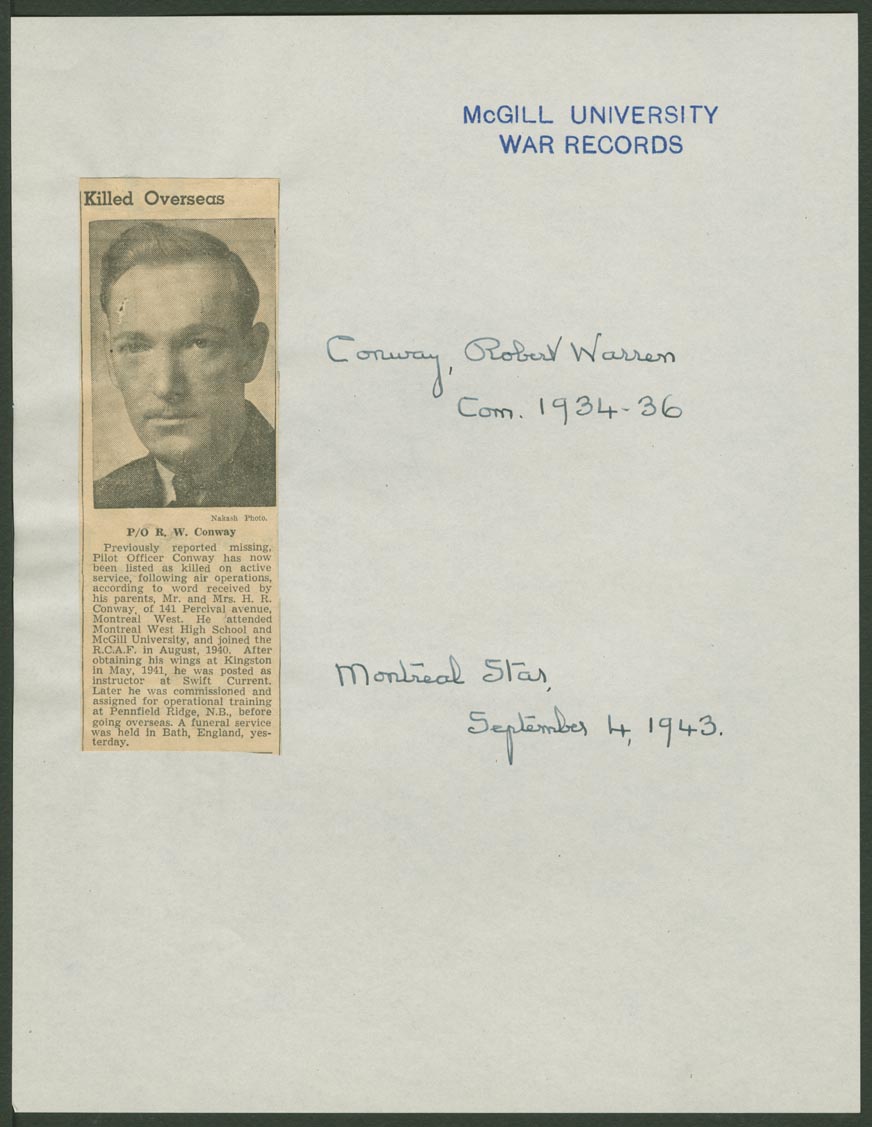 McGILL UNIVERSITY
WAR RECORDS
Killed Overseas
Nakash Photo.
P/O R. W. Conway
Previously reported missing,
Pilot Officer Conway has now
been listed as killed on active
service, following air operations,
according to word received by
his parents, Mr. and Mrs. H. R.
Conway, of 141 Percival avenue,
Montreal West. He attended
Montreal West High School and
McGill University, and joined the
R.C.A.F. in August, 1940. After
obtaining his wings at Kingston
in May, 1941, he was posted as
instructor at Swift Current.
Later he was commissioned and
assigned for operational training
at Pennfield Ridge, N.B., before
going overseas. A funeral service
was held in Bath, England, yes-
terday.
Conway, Robert Warren
Com. 1934-36
Montreal Star,
September 4, 1943.